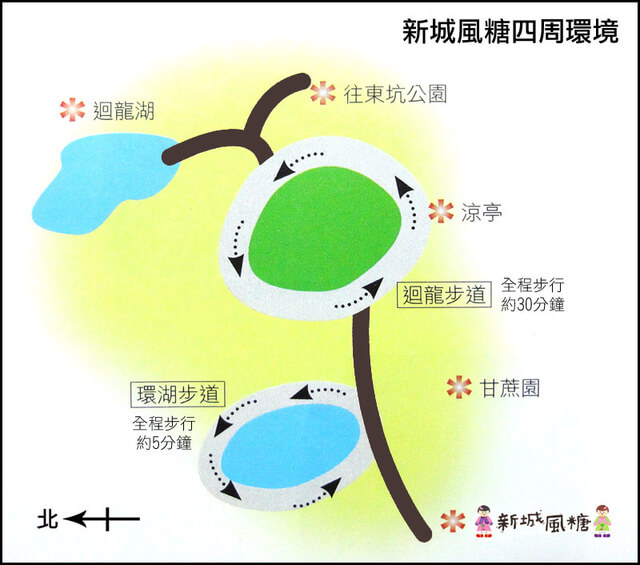 新城風糖四周環境
往東坑公園
迴龍湖
涼亭
迴龍步道
全程步行
約30分鐘
環湖步道
全程步行
約5分鐘
甘蔗園
北
新城風糖